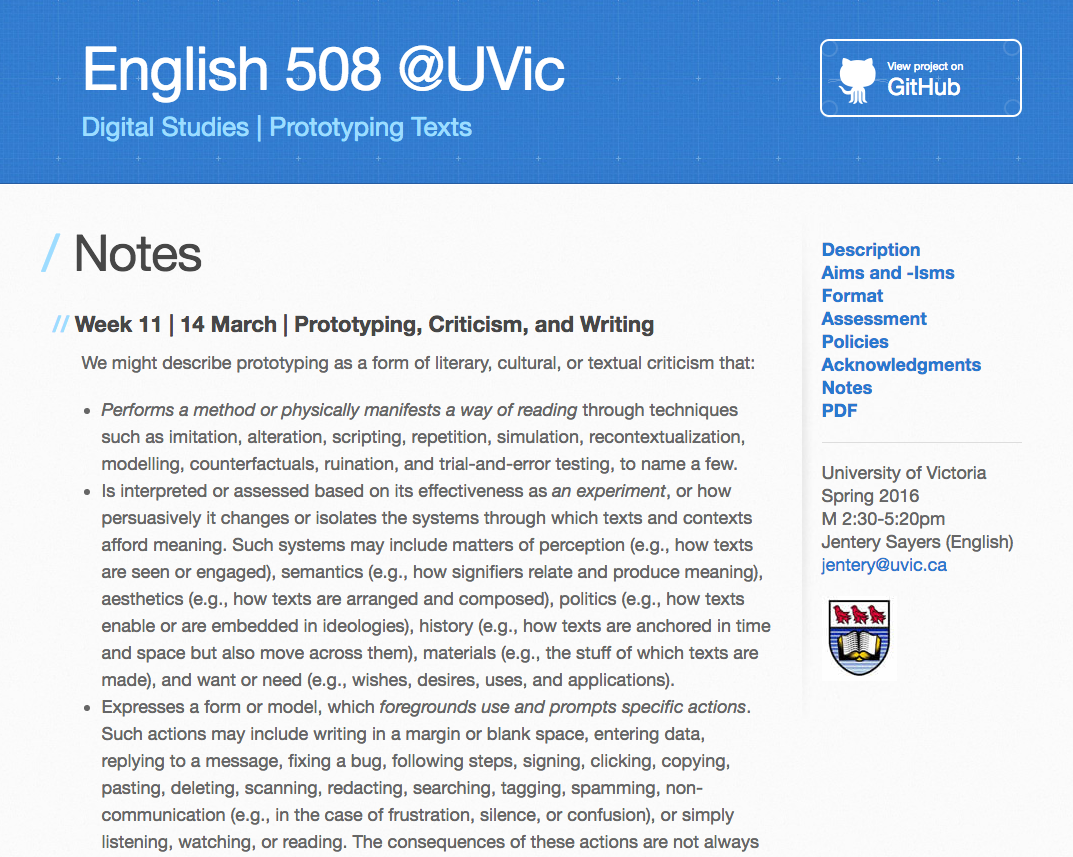 English 508 @UVic
Digital Studies | Prototyping Texts
View project on
GitHub
/ Notes
// Week 11 | 14 March | Prototyping, Criticism, and Writing
We might describe prototyping as a form of literary, cultural, or textual criticism that:
• Performs a method or physically manifests a way of reading through techniques
such as imitation, alteration, scripting, repetition, simulation, recontextualization,
modelling, counterfactuals, ruination, and trial-and-error testing, to name a few.
• Is interpreted or assessed based on its effectiveness as an experiment, or how
persuasively it changes or isolates the systems through which texts and contexts
afford meaning. Such systems may include matters of perception (e.g., how texts
are seen or engaged), semantics (e.g., how signifiers relate and produce meaning),
aesthetics (e.g., how texts are arranged and composed), politics (e.g., how texts
enable or are embedded in ideologies), history (e.g., how texts are anchored in time
and space but also move across them), materials (e.g., the stuff of which texts are
made), and want or need (e.g., wishes, desires, uses, and applications).
• Expresses a form or model, which foregrounds use and prompts specific actions.
Such actions may include writing in a margin or blank space, entering data,
replying to a message, fixing a bug, following steps, signing, clicking, copying,
pasting, deleting, scanning, redacting, searching, tagging, spamming, non-
communication (e.g., in the case of frustration, silence, or confusion), or simply
listening, watching, or reading. The consequences of these actions are not always
Description
Aims and -Isms
Format
Assessment
Policies
Acknowledgments
Notes
PDF
University of Victoria
Spring 2016
M 2:30-5:20pm
Jentery Sayers (English)
jentery@uvic.ca